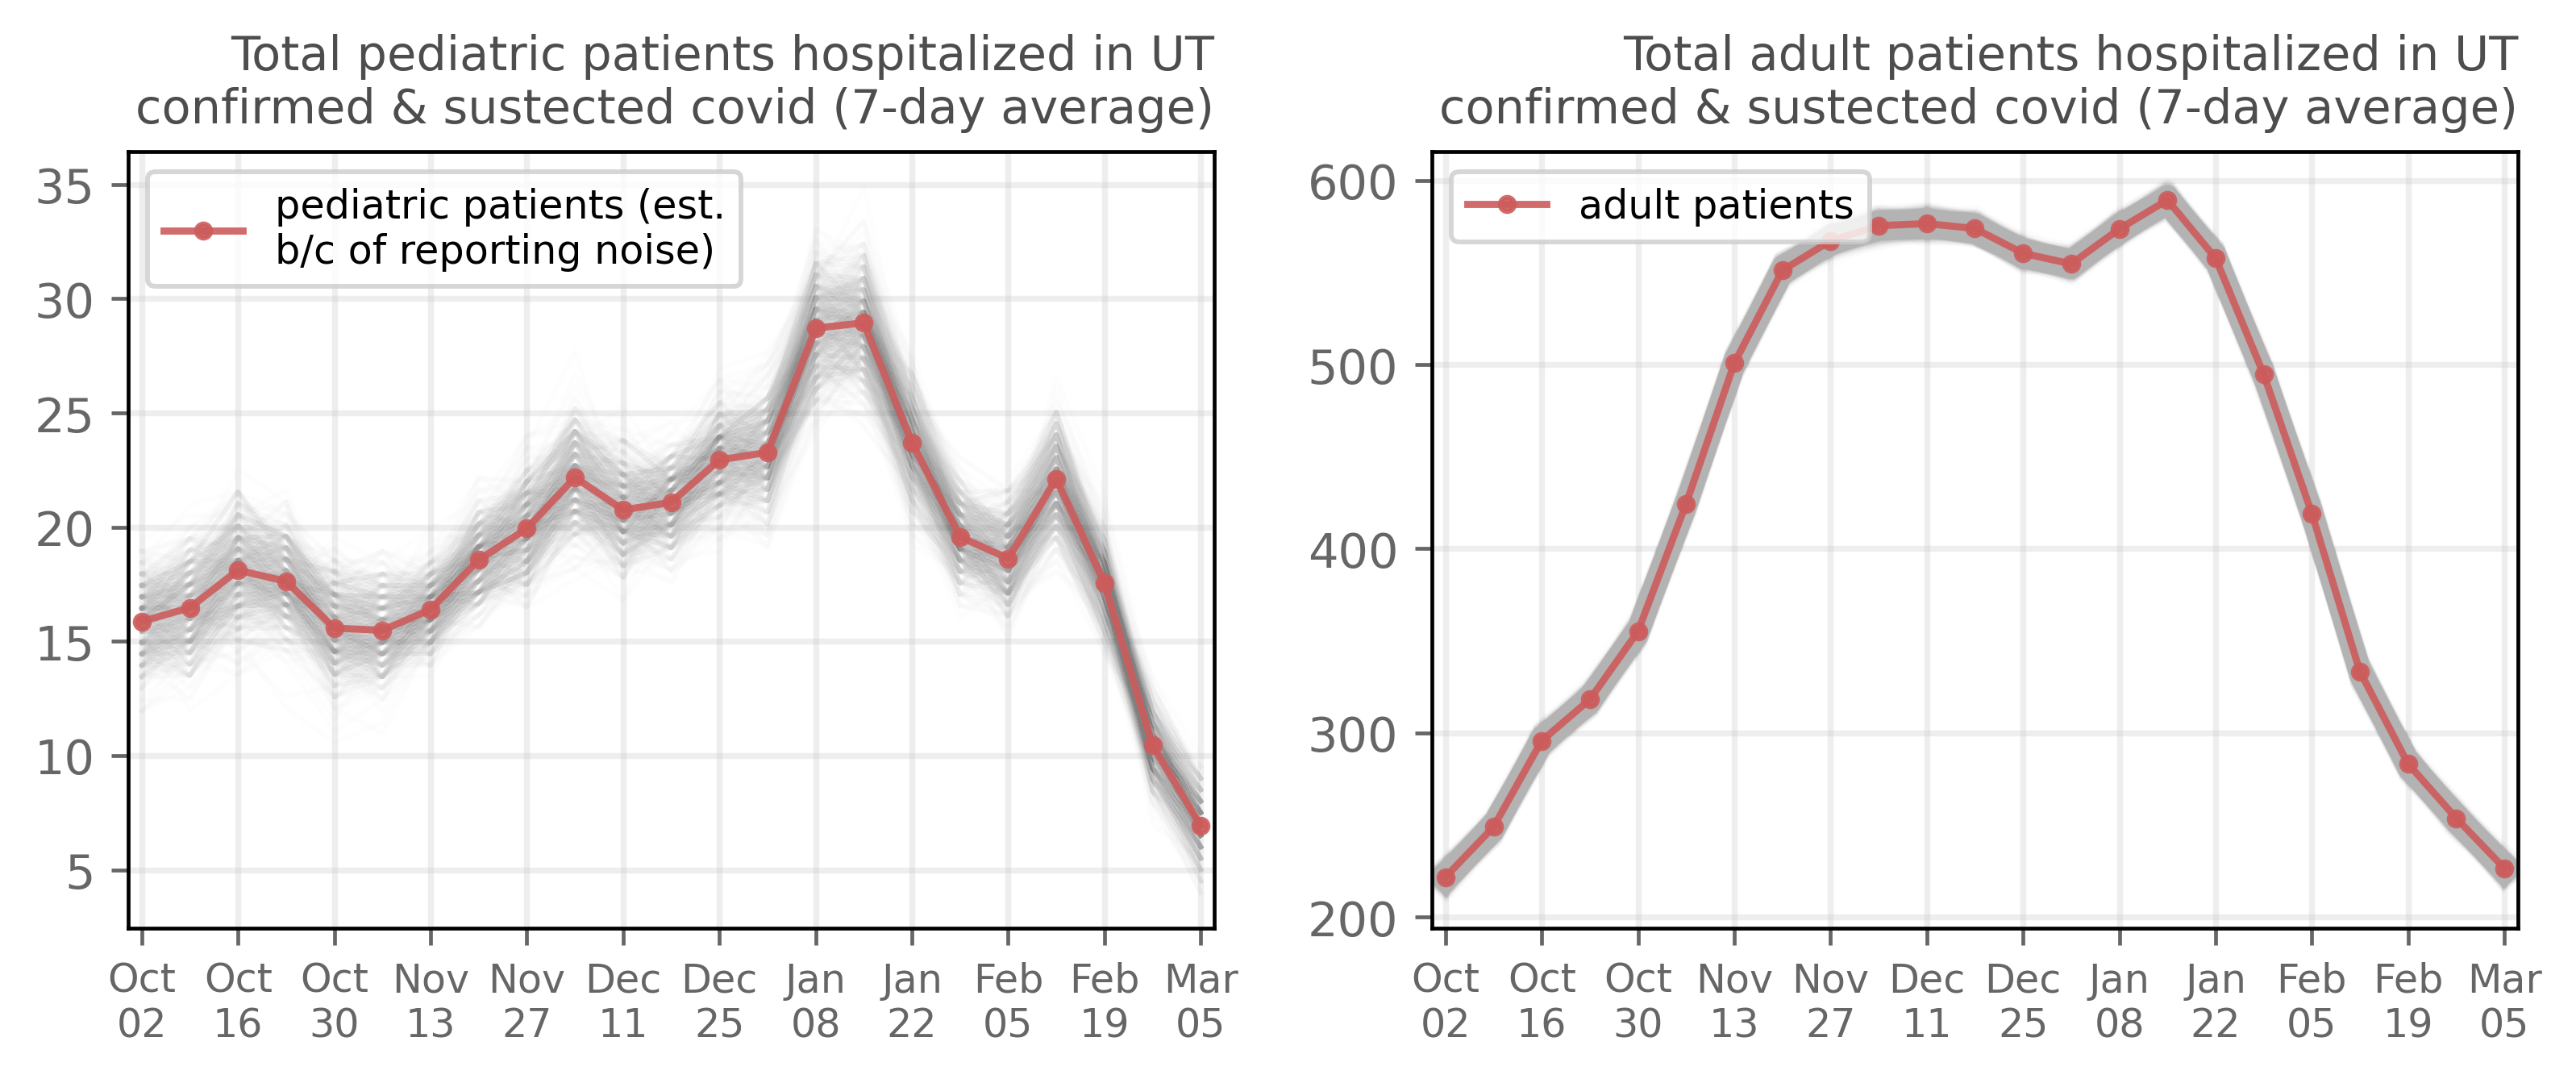 Total pediatric patients hospitalized in UT
confirmed & sustected covid (7-day average)
pediatric patients (est.
b/c of reporting noise)
35
30
25
20
15
10
5
Oct Oct Oct Nov Nov Dec Dec Jan Jan Feb Feb Mar
02 16 30 13 27 11 25 08 22 05 19 05
Total adult patients hospitalized in UT
confirmed & sustected covid (7-day average)
adult patients
600
500
400
300
200
Oct Oct Oct Nov Nov Dec Dec Jan Jan Feb Feb Mar
02 16 30 13 27 11 25 08 22 05 19 05